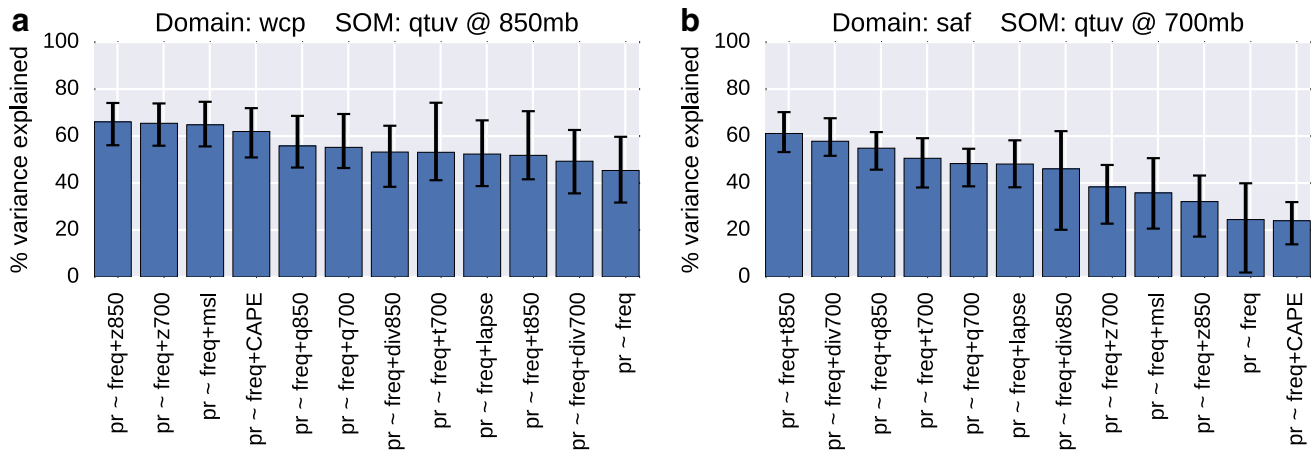 a
Domain: wcp SOM: qtuv @ 850mb
% variance explained
100
80
60
40
20
0
pr ~ freq+z850
pr ~ freq+z700
pr ~ freq+msl
pr ~ freq+CAPE
pr ~ freq+q850
pr ~ freq+q700
pr ~ freq+div850
pr ~ freq+t700
pr ~ freq+lapse
pr ~ freq+t850
pr ~ freq+div700
pr ~ freq
b
Domain: saf SOM: qtuv @ 700mb
% variance explained
100
80
60
40
20
0
pr ~ freq+t850
pr ~ freq+div700
pr ~ freq+q850
pr ~ freq+t700
pr ~ freq+q700
pr ~ freq+lapse
pr ~ freq+div850
pr ~ freq+z700
pr ~ freq+msl
pr ~ freq+z850
pr ~ freq
pr ~ freq+CAPE